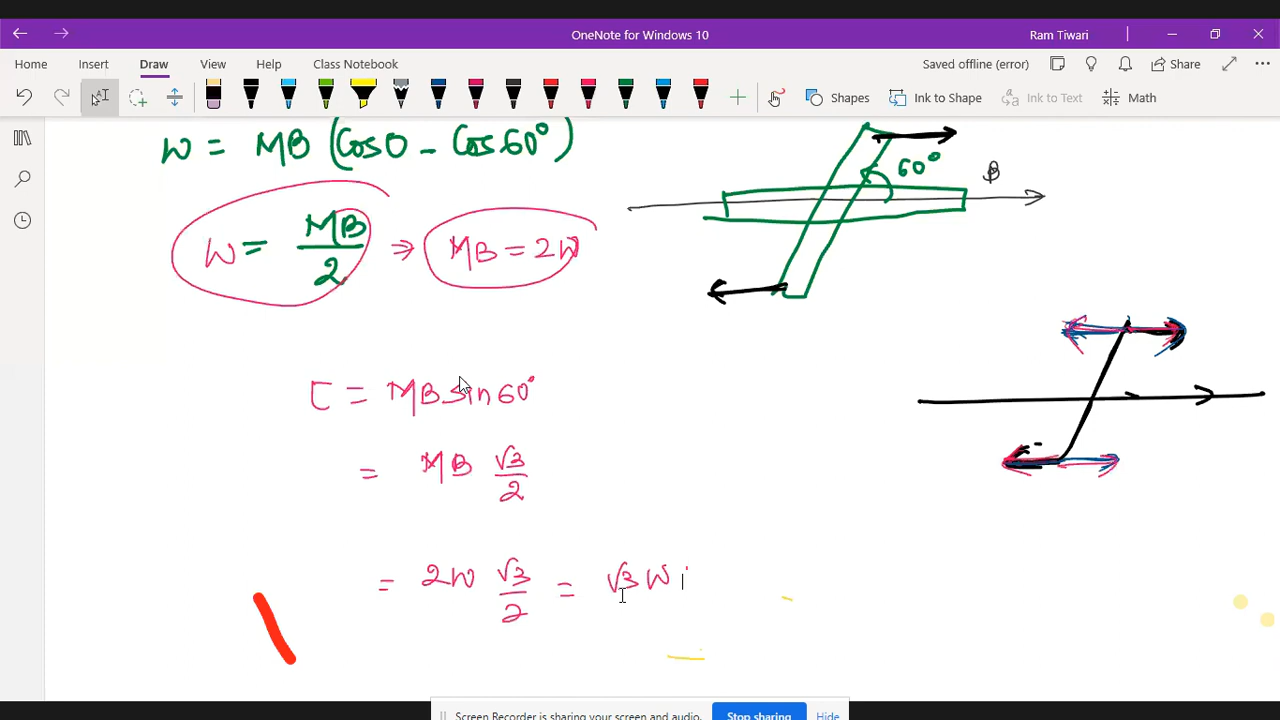 OneNote for Windows 10
Ram Tiwari
Home Insert Draw View Help Class Notebook
Saved offline (error) Share
Shapes Ink to Shape Ink to Text Math
W = MB (Cos0 - Cos60°)
60°
B
W = MB/2 ⇒ MB = 2W
τ = MB sin60°
= MB √3/2
= 2W √3/2 = √3 W
Screen Recorder is sharing your screen and audio. Stop sharing Hide